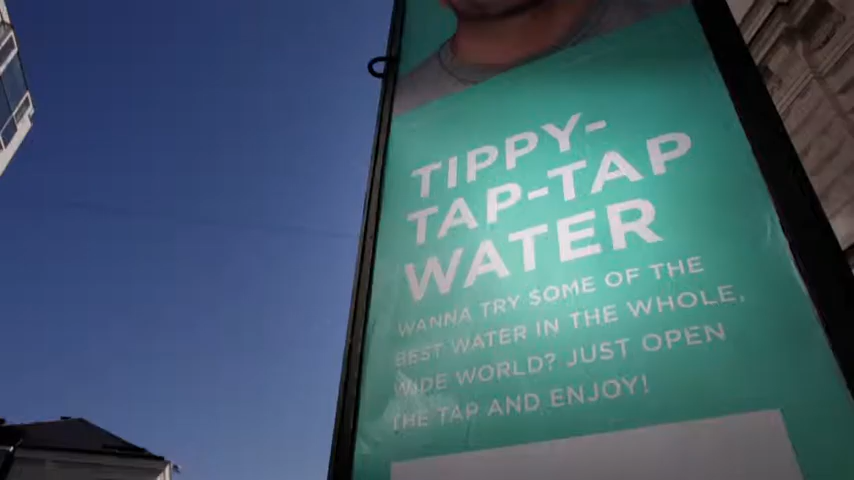 TIPPY-
TAP-TAP
WATER
WANNA TRY SOME OF THE
BEST WATER IN THE WHOLE,
WIDE WORLD? JUST OPEN
THE TAP AND ENJOY!